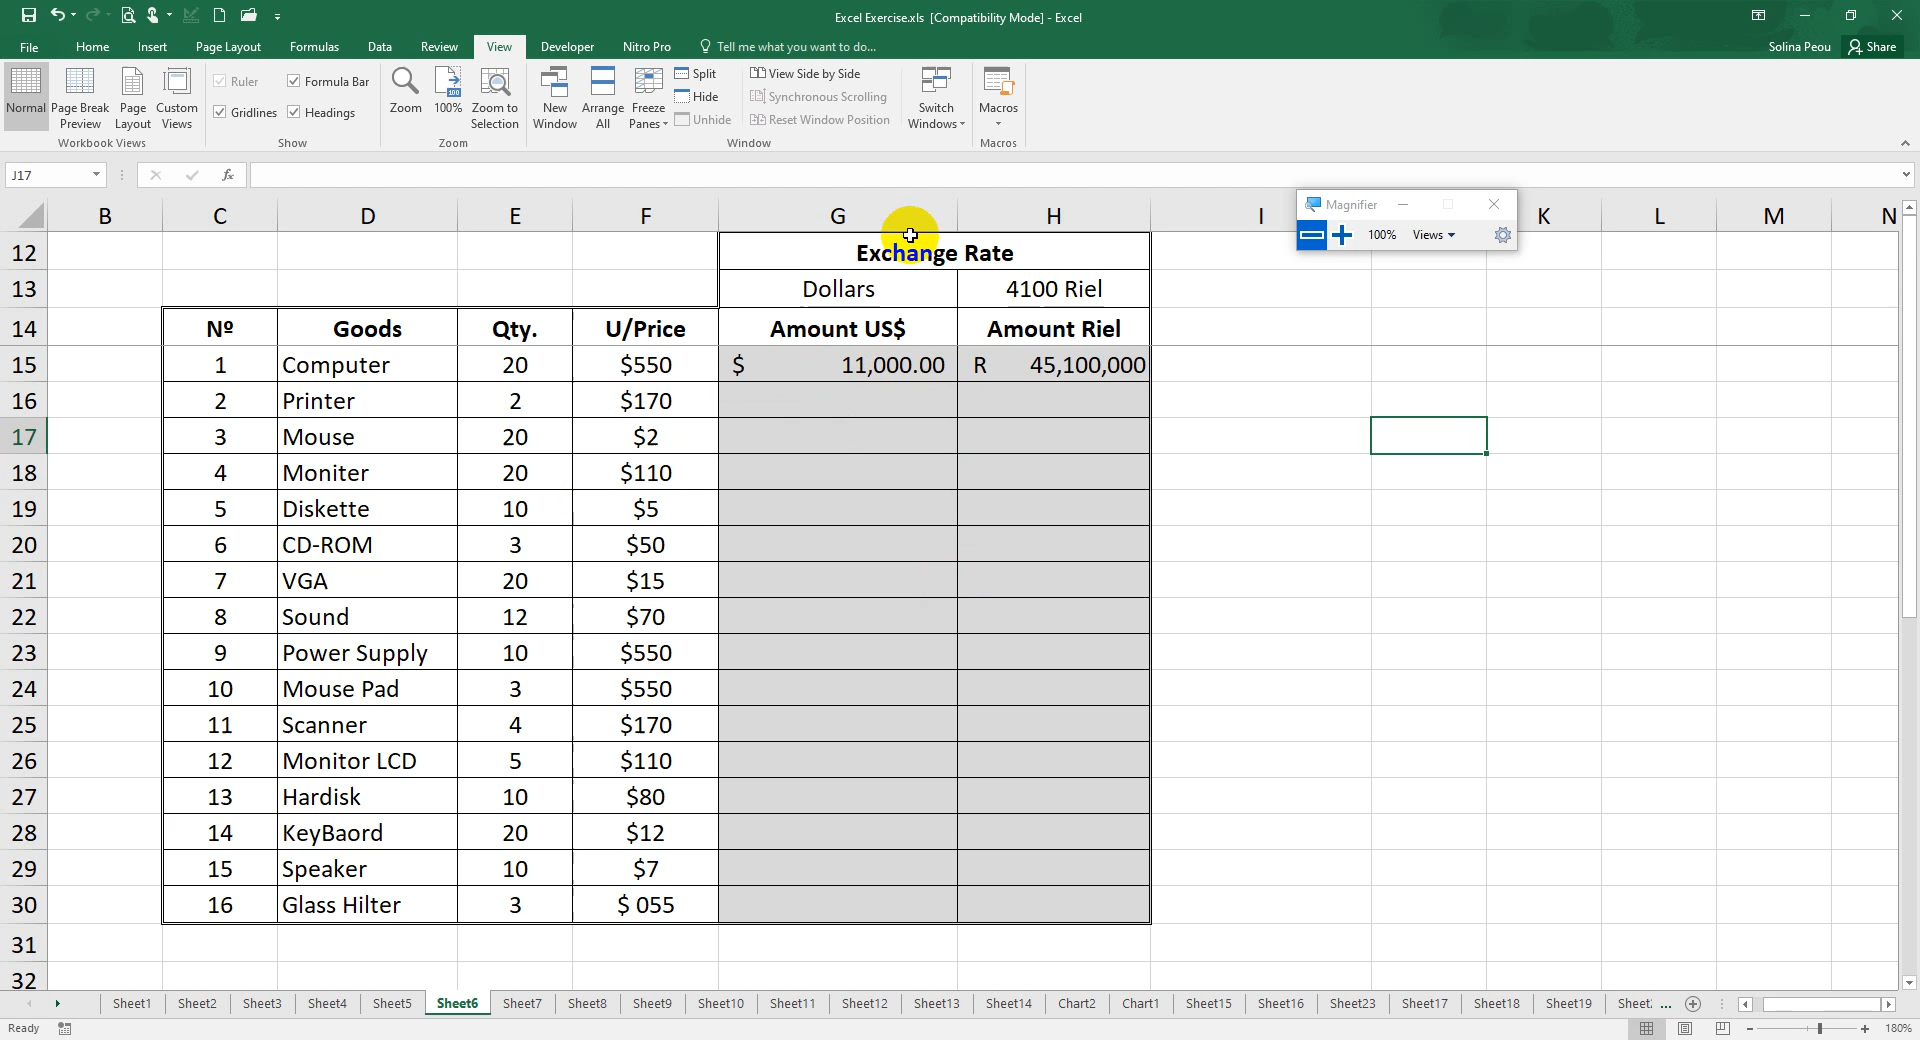 Excel Exercise.xls [Compatibility Mode] - Excel
File Home Insert Page Layout Formulas Data Review View Developer Nitro Pro Tell me what you want to do... Solina Peou Share
Normal Page Break Preview Page Layout Custom Views
Workbook Views
Ruler Formula Bar
Gridlines Headings
Show
Zoom 100% Zoom to Selection
Zoom
New Window Arrange All Freeze Panes
Split
Hide
Unhide
View Side by Side
Synchronous Scrolling
Reset Window Position
Window
Switch Windows
Macros
Macros
J17 fx
Magnifier
100% Views
B C D E F G H I K L M N
12 Exchange Rate
13 Dollars 4100 Riel
14 Nº Goods Qty. U/Price Amount US$ Amount Riel
15 1 Computer 20 $550 $ 11,000.00 R 45,100,000
16 2 Printer 2 $170
17 3 Mouse 20 $2
18 4 Moniter 20 $110
19 5 Diskette 10 $5
20 6 CD-ROM 3 $50
21 7 VGA 20 $15
22 8 Sound 12 $70
23 9 Power Supply 10 $550
24 10 Mouse Pad 3 $550
25 11 Scanner 4 $170
26 12 Monitor LCD 5 $110
27 13 Hardisk 10 $80
28 14 KeyBaord 20 $12
29 15 Speaker 10 $7
30 16 Glass Hilter 3 $ 055
31
32
Sheet1 Sheet2 Sheet3 Sheet4 Sheet5 Sheet6 Sheet7 Sheet8 Sheet9 Sheet10 Sheet11 Sheet12 Sheet13 Sheet14 Chart2 Chart1 Sheet15 Sheet16 Sheet23 Sheet17 Sheet18 Sheet19 Sheet: ...
Ready 180%